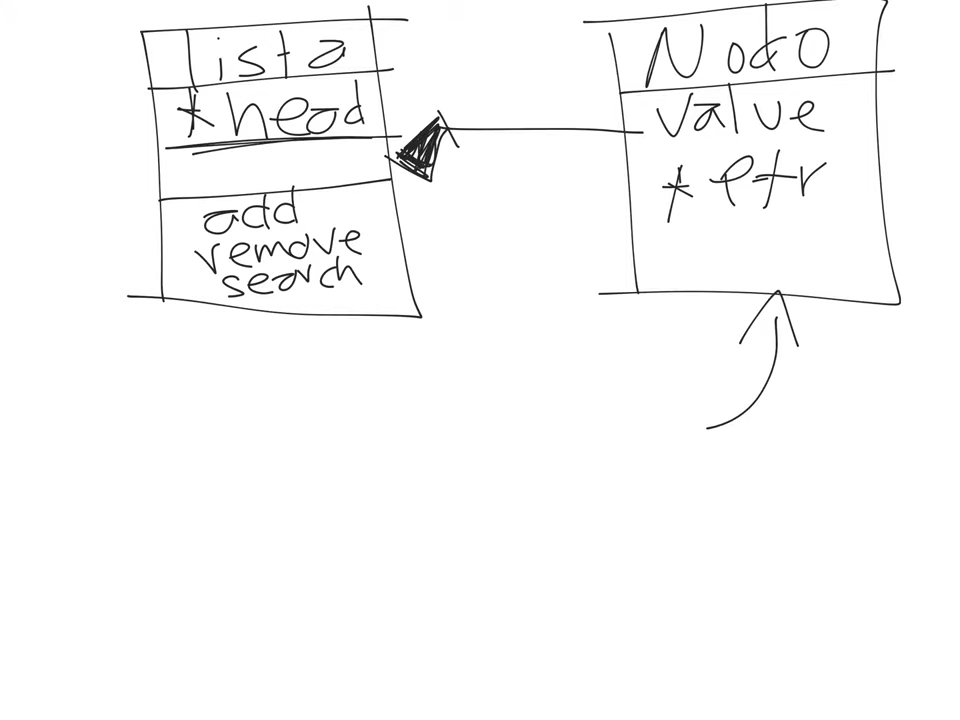 lista
*head
add
remove
search
Nodo
value
*ptr